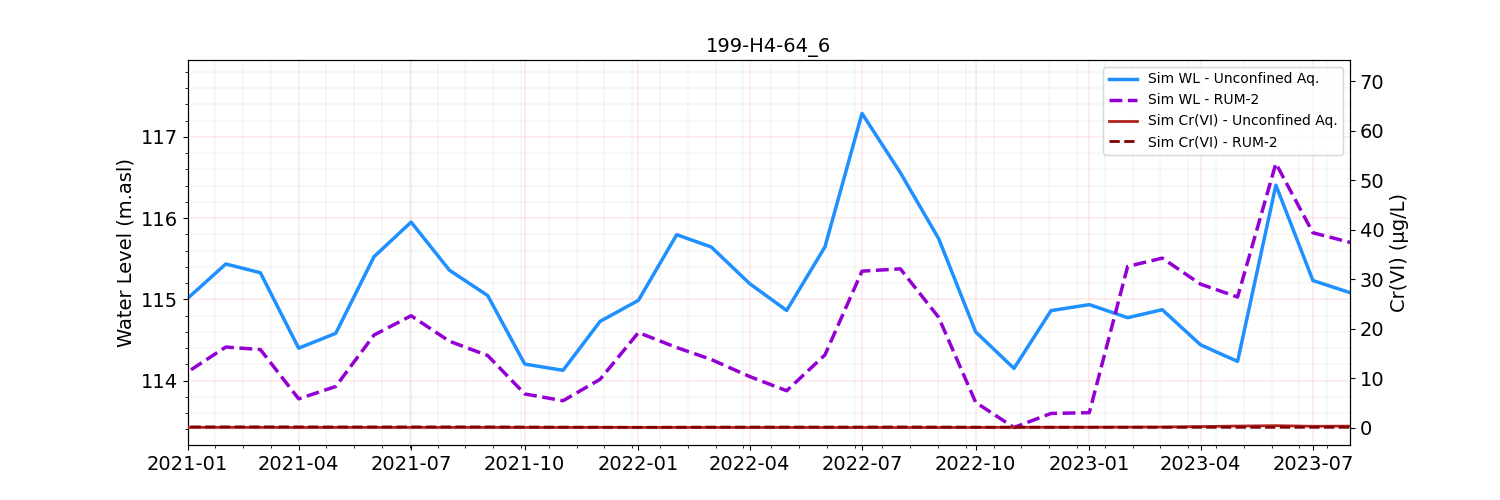 199-H4-64_6
Water Level (m.asl)
117
116
115
114
Sim WL - Unconfined Aq.
Sim WL - RUM-2
Sim Cr(VI) - Unconfined Aq.
Sim Cr(VI) - RUM-2
70
60
50
40
30
20
10
0
Cr(VI) (μg/L)
2021-01 2021-04 2021-07 2021-10 2022-01 2022-04 2022-07 2022-10 2023-01 2023-04 2023-07